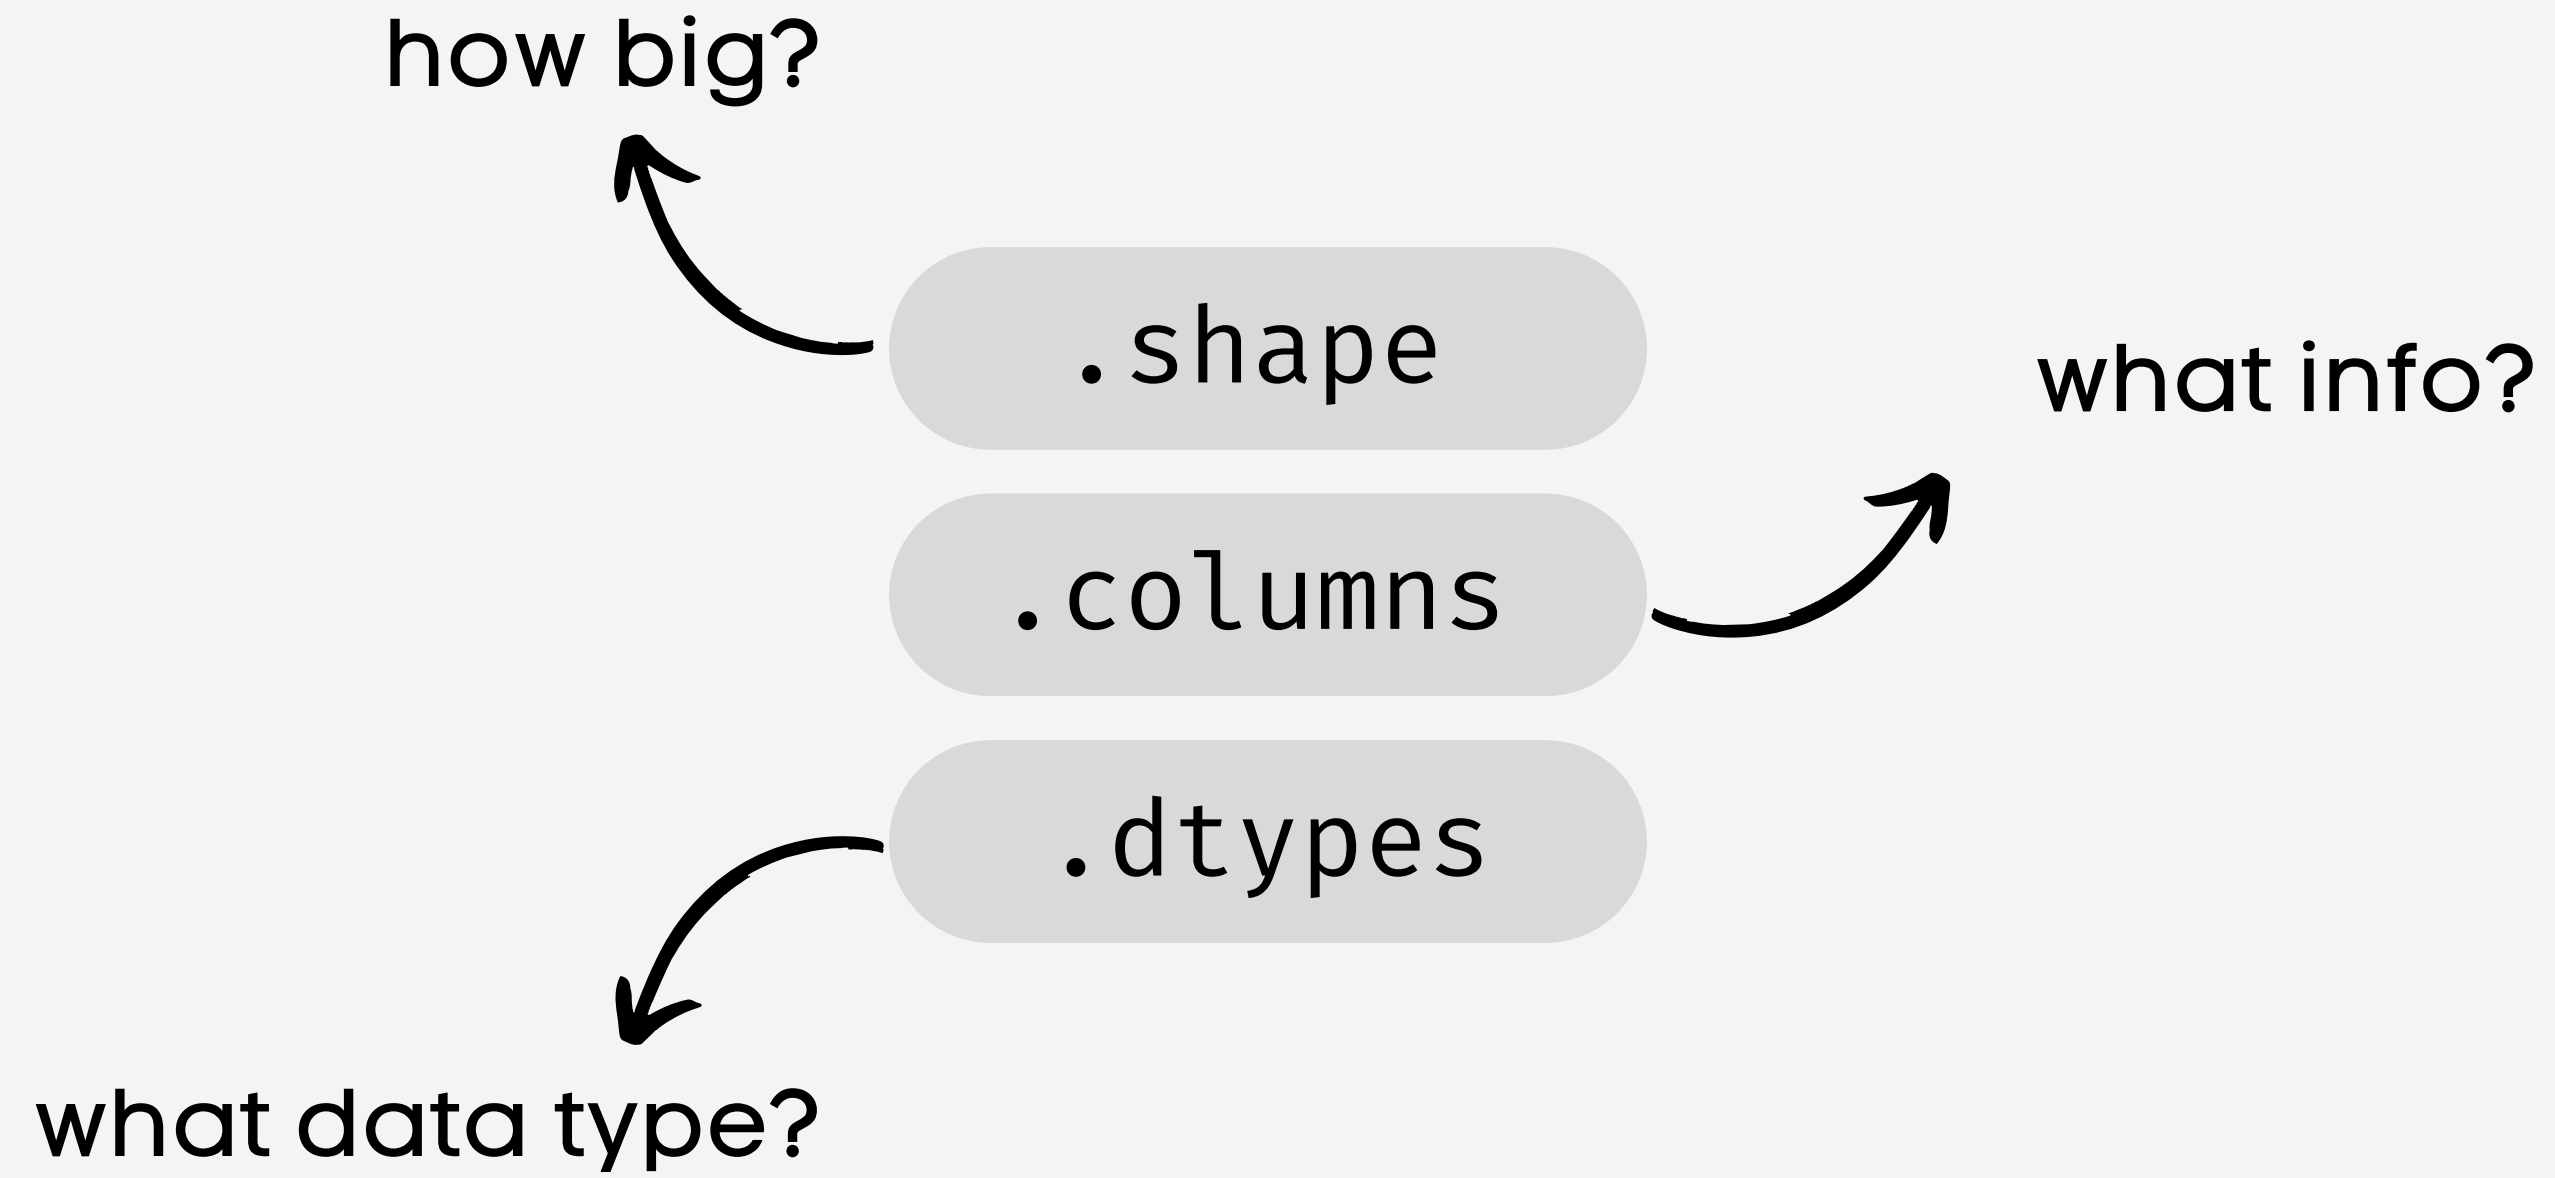 how big?
.shape
what info?
.columns
.dtypes
what data type?